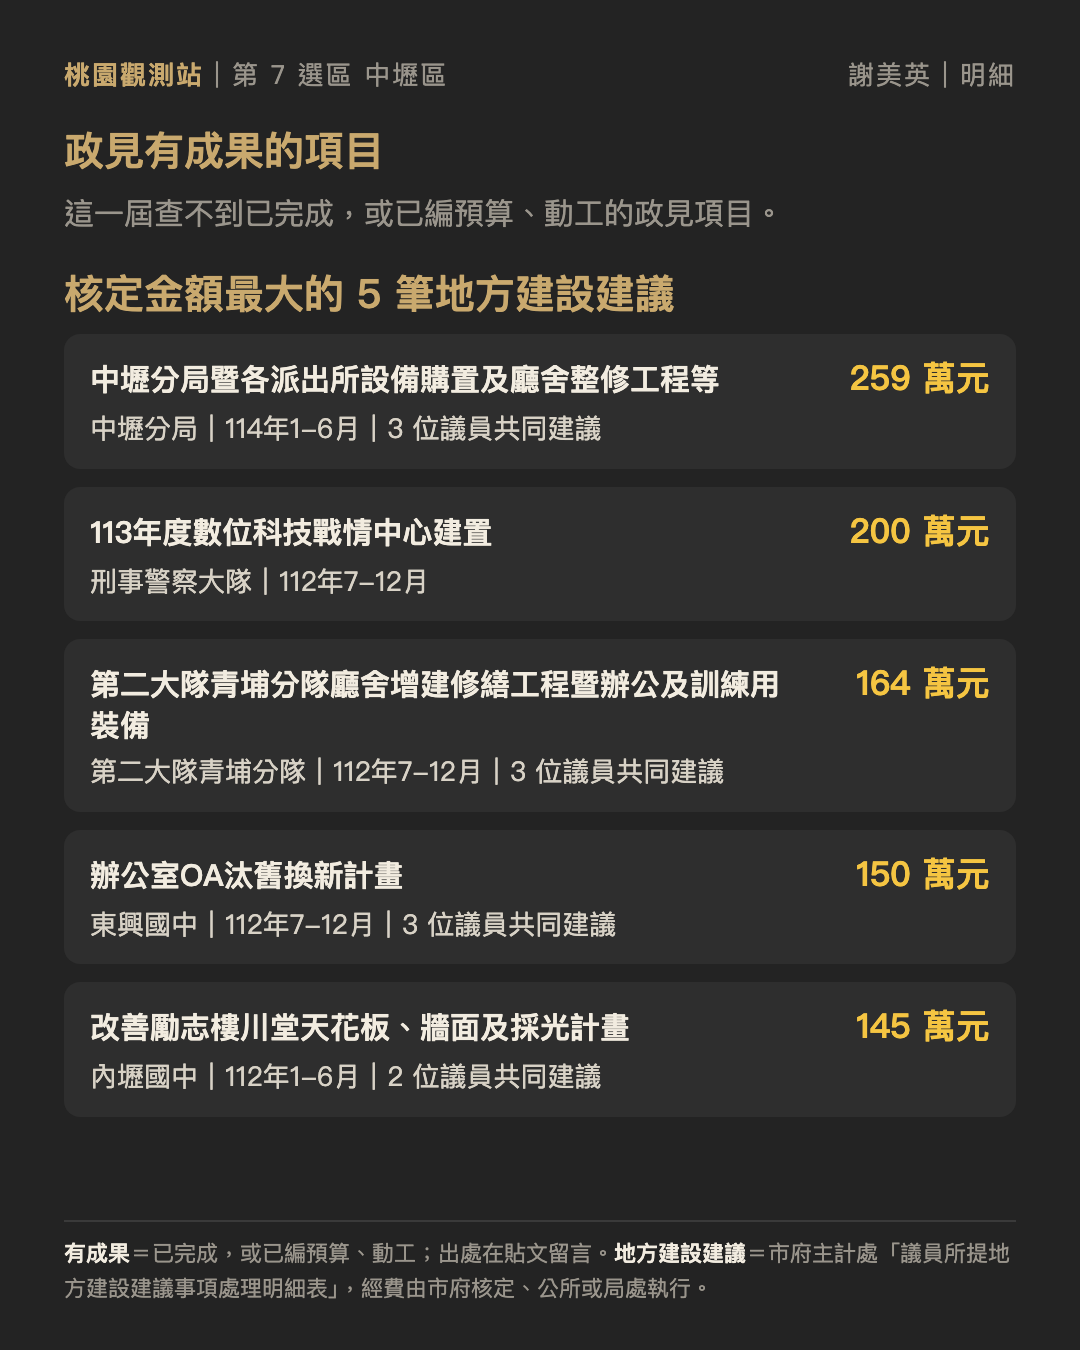 桃園觀測站｜第 7 選區 中壢區
謝美英｜明細
政見有成果的項目
這一屆查不到已完成，或已編預算、動工的政見項目。
核定金額最大的 5 筆地方建設建議
中壢分局暨各派出所設備購置及廳舍整修工程等
259 萬元
中壢分局｜114年1–6月｜3 位議員共同建議
113年度數位科技戰情中心建置
200 萬元
刑事警察大隊｜112年7–12月
第二大隊青埔分隊廳舍增建修繕工程暨辦公及訓練用
裝備
164 萬元
第二大隊青埔分隊｜112年7–12月｜3 位議員共同建議
辦公室OA汰舊換新計畫
150 萬元
東興國中｜112年7–12月｜3 位議員共同建議
改善勵志樓川堂天花板、牆面及採光計畫
145 萬元
內壢國中｜112年1–6月｜2 位議員共同建議
有成果＝已完成，或已編預算、動工；出處在貼文留言。地方建設建議＝市府主計處「議員所提地
方建設建議事項處理明細表」，經費由市府核定、公所或局處執行。